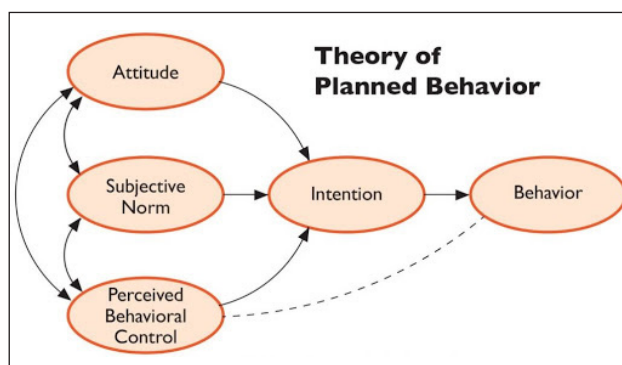 Theory of
Planned Behavior
Attitude
Subjective
Norm
Intention
Behavior
Perceived
Behavioral
Control